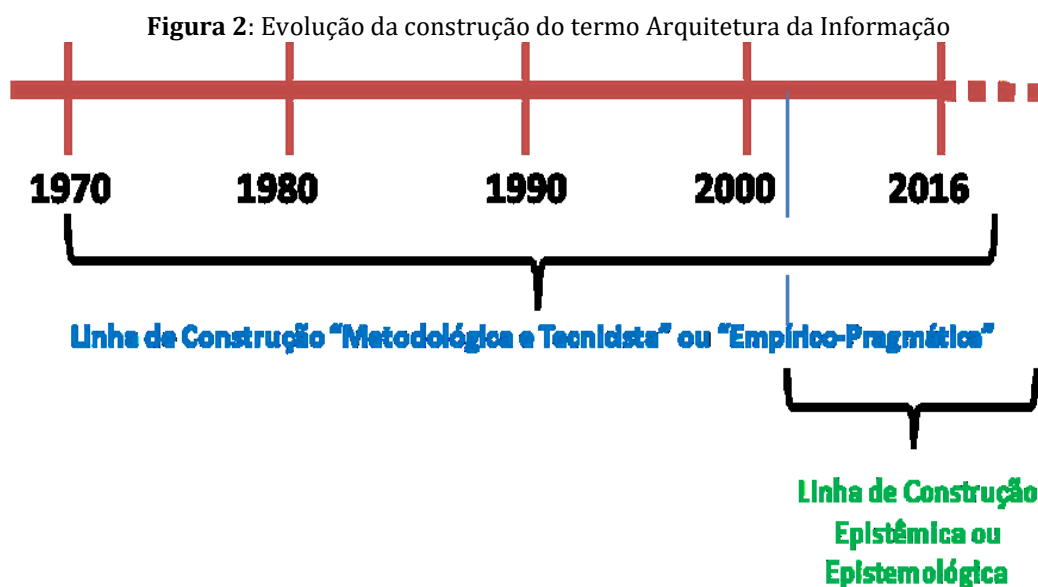 Figura 2: Evolução da construção do termo Arquitetura da Informação
1970 1980 1990 2000 2016
Linha de Construção “Metodológica e Tecnicista” ou “Empírico-Pragmática”
Linha de Construção
Epistêmica ou
Epistemológica